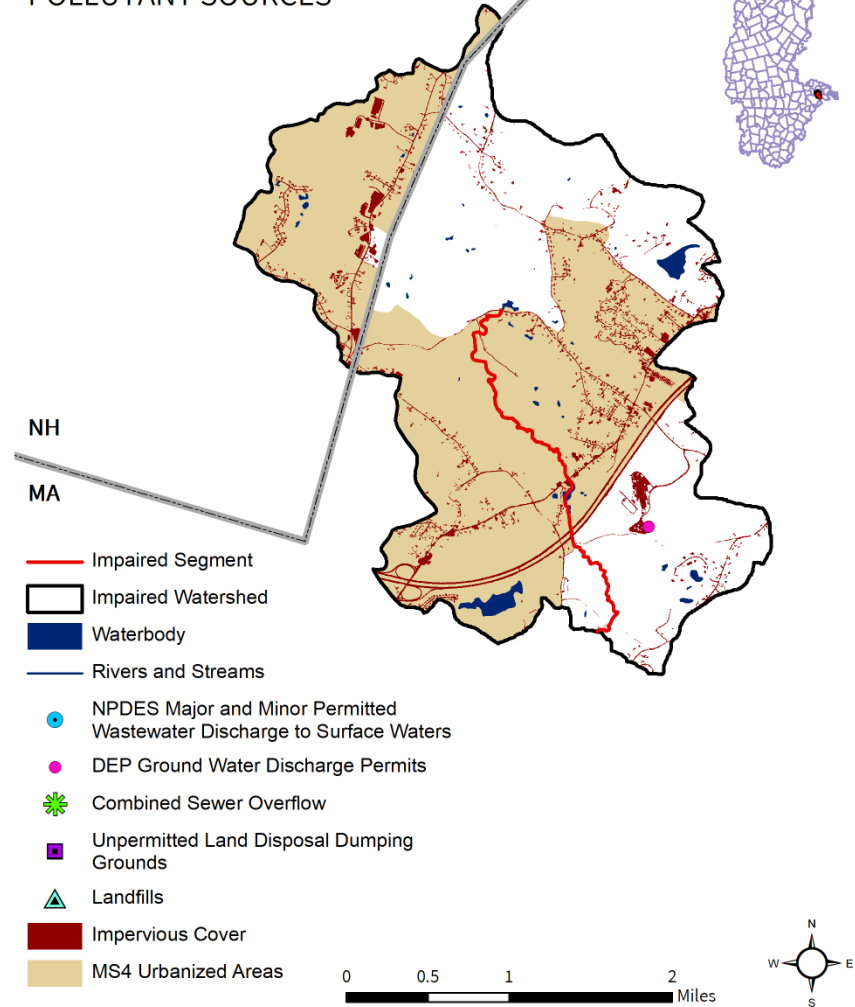 POLLUTANT SOURCES
NH
MA
Impaired Segment
Impaired Watershed
Waterbody
Rivers and Streams
NPDES Major and Minor Permitted
Wastewater Discharge to Surface Waters
DEP Ground Water Discharge Permits
Combined Sewer Overflow
Unpermitted Land Disposal Dumping
Grounds
Landfills
Impervious Cover
MS4 Urbanized Areas
0 0.5 1 2
Miles
N
W E
S